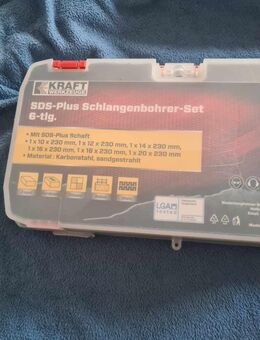 KRAFT
WERKZEUGE
SDS-Plus Schlangenbohrer-Set
6-tlg.
• Mit SDS-Plus Schaft
• 1 x 10 x 230 mm, 1 x 12 x 230 mm, 1 x 14 x 230 mm,
1 x 16 x 230 mm, 1 x 18 x 230 mm, 1 x 20 x 230 mm
• Material : Karbonstahl, sandgestrahlt
LGA
tested